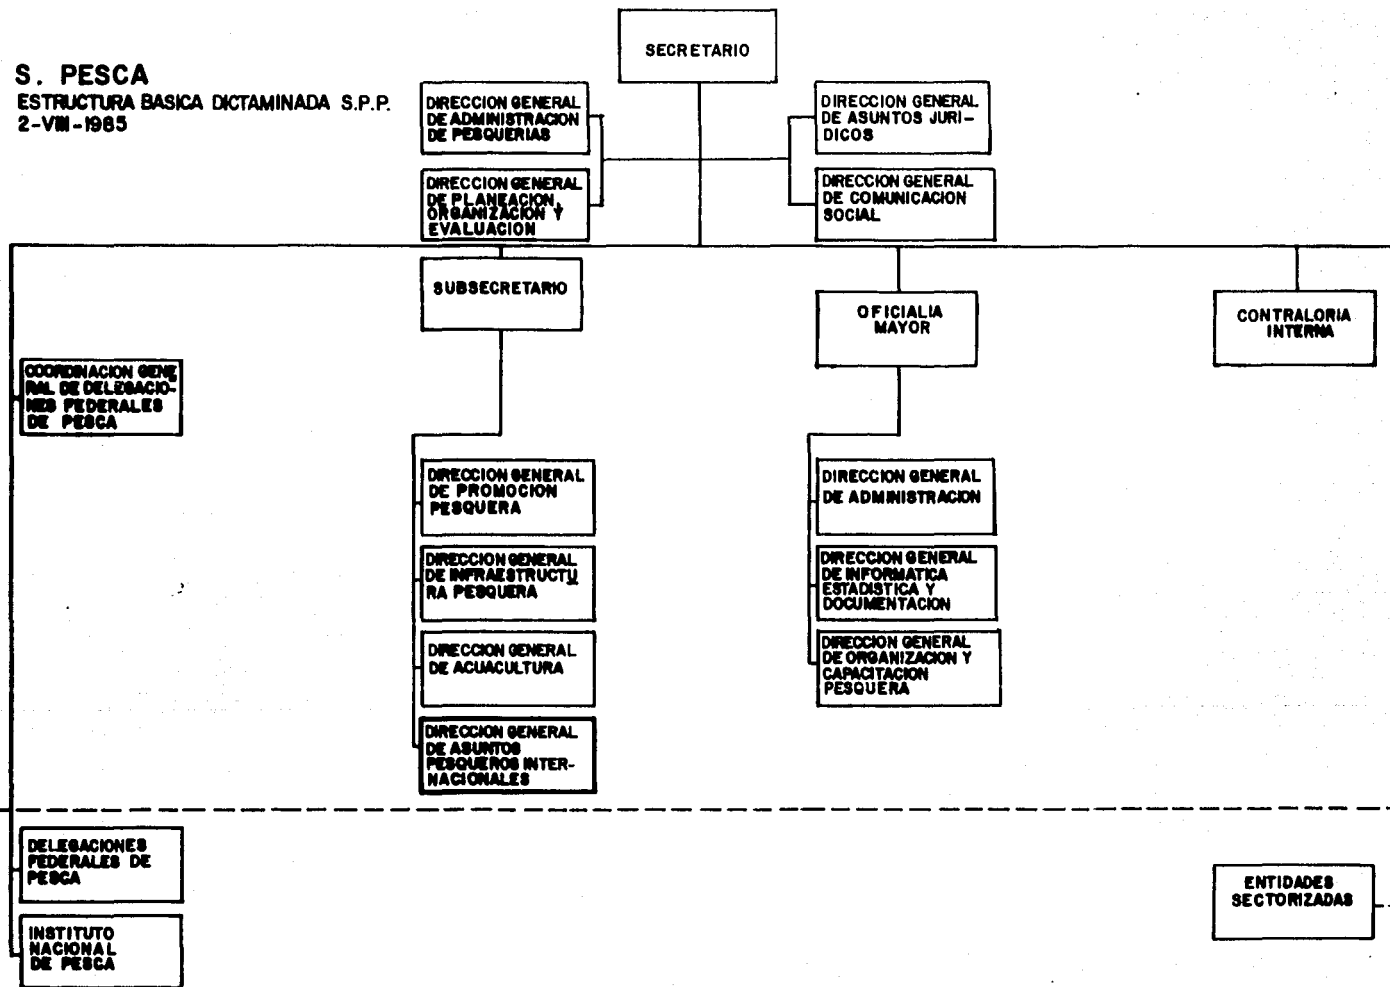 SECRETARIO
S. PESCA
ESTRUCTURA BASICA DICTAMINADA S.P.P.
2-VIII-1985
DIRECCION GENERAL
DE ADMINISTRACION
DE PESQUERIAS
DIRECCION GENERAL
DE ASUNTOS JURI-
DICOS
DIRECCION GENERAL
DE PLANEACION,
ORGANIZACION Y
EVALUACION
DIRECCION GENERAL
DE COMUNICACION
SOCIAL
SUBSECRETARIO
OFICIALIA
MAYOR
CONTRALORIA
INTERNA
COORDINACION GENE
RAL DE DELEGACIO-
NES FEDERALES
DE PESCA
DIRECCION GENERAL
DE PROMOCION
PESQUERA
DIRECCION GENERAL
DE INFRAESTRUCTU
RA PESQUERA
DIRECCION GENERAL
DE ACUACULTURA
DIRECCION GENERAL
DE ASUNTOS
PESQUEROS INTER-
NACIONALES
DIRECCION GENERAL
DE ADMINISTRACION
DIRECCION GENERAL
DE INFORMATICA
ESTADISTICA Y
DOCUMENTACION
DIRECCION GENERAL
DE ORGANIZACION Y
CAPACITACION
PESQUERA
DELEGACIONES
FEDERALES DE
PESCA
INSTITUTO
NACIONAL
DE PESCA
ENTIDADES
SECTORIZADAS